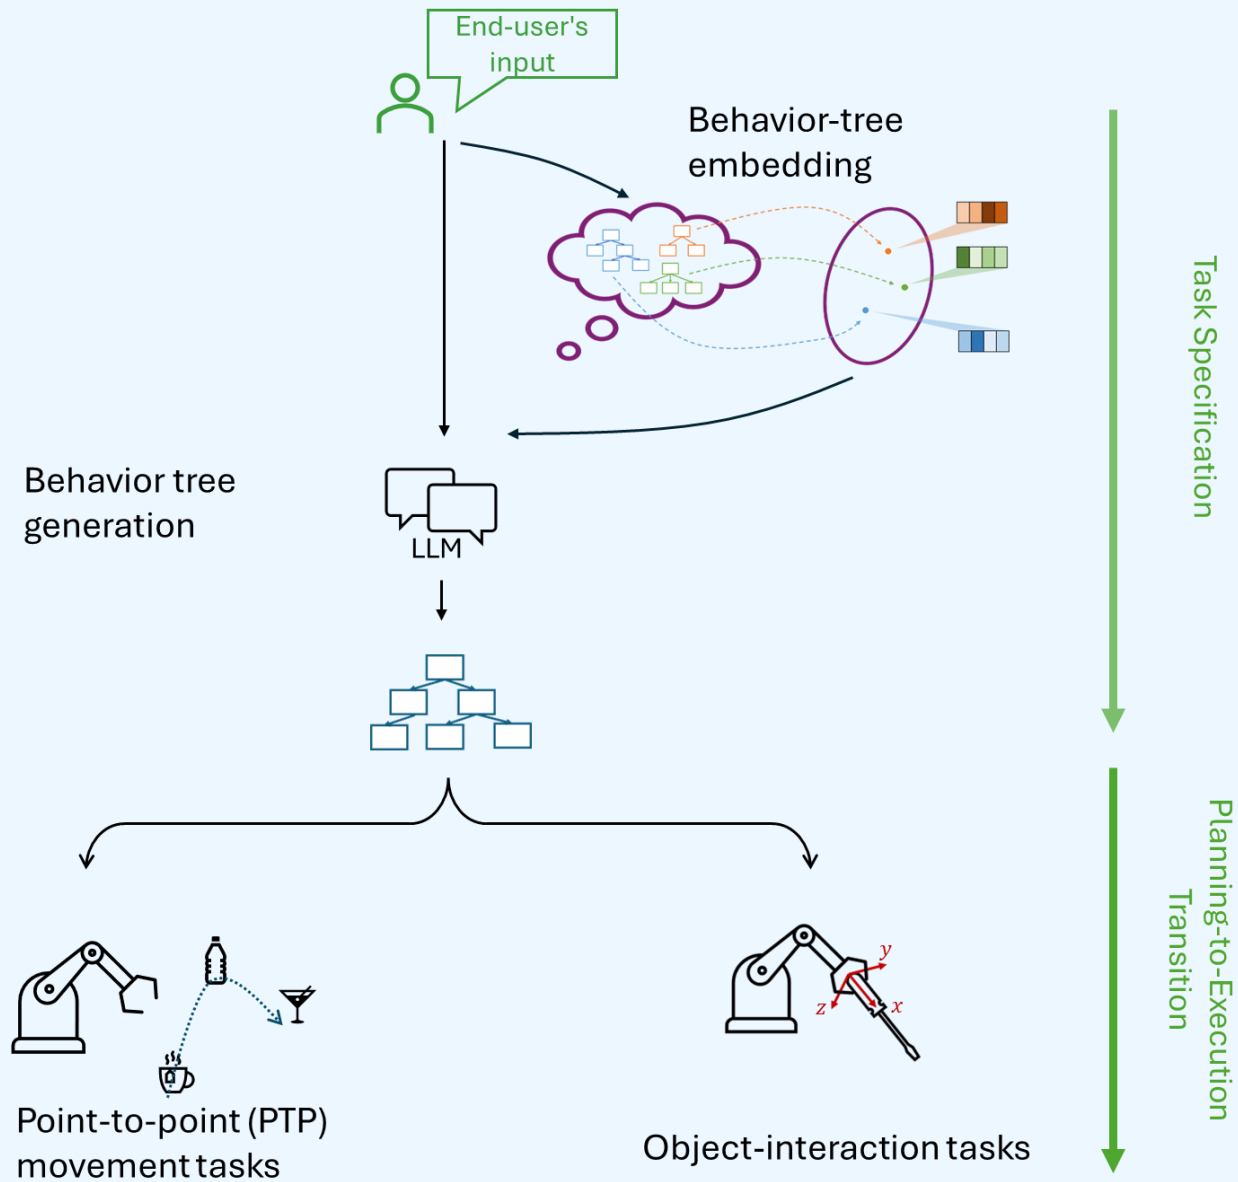 End-user's
input
Behavior-tree
embedding
Task Specification
Behavior tree
generation
LLM
Planning-to-Execution
Transition
y
z
x
Point-to-point (PTP)
movement tasks
Object-interaction tasks